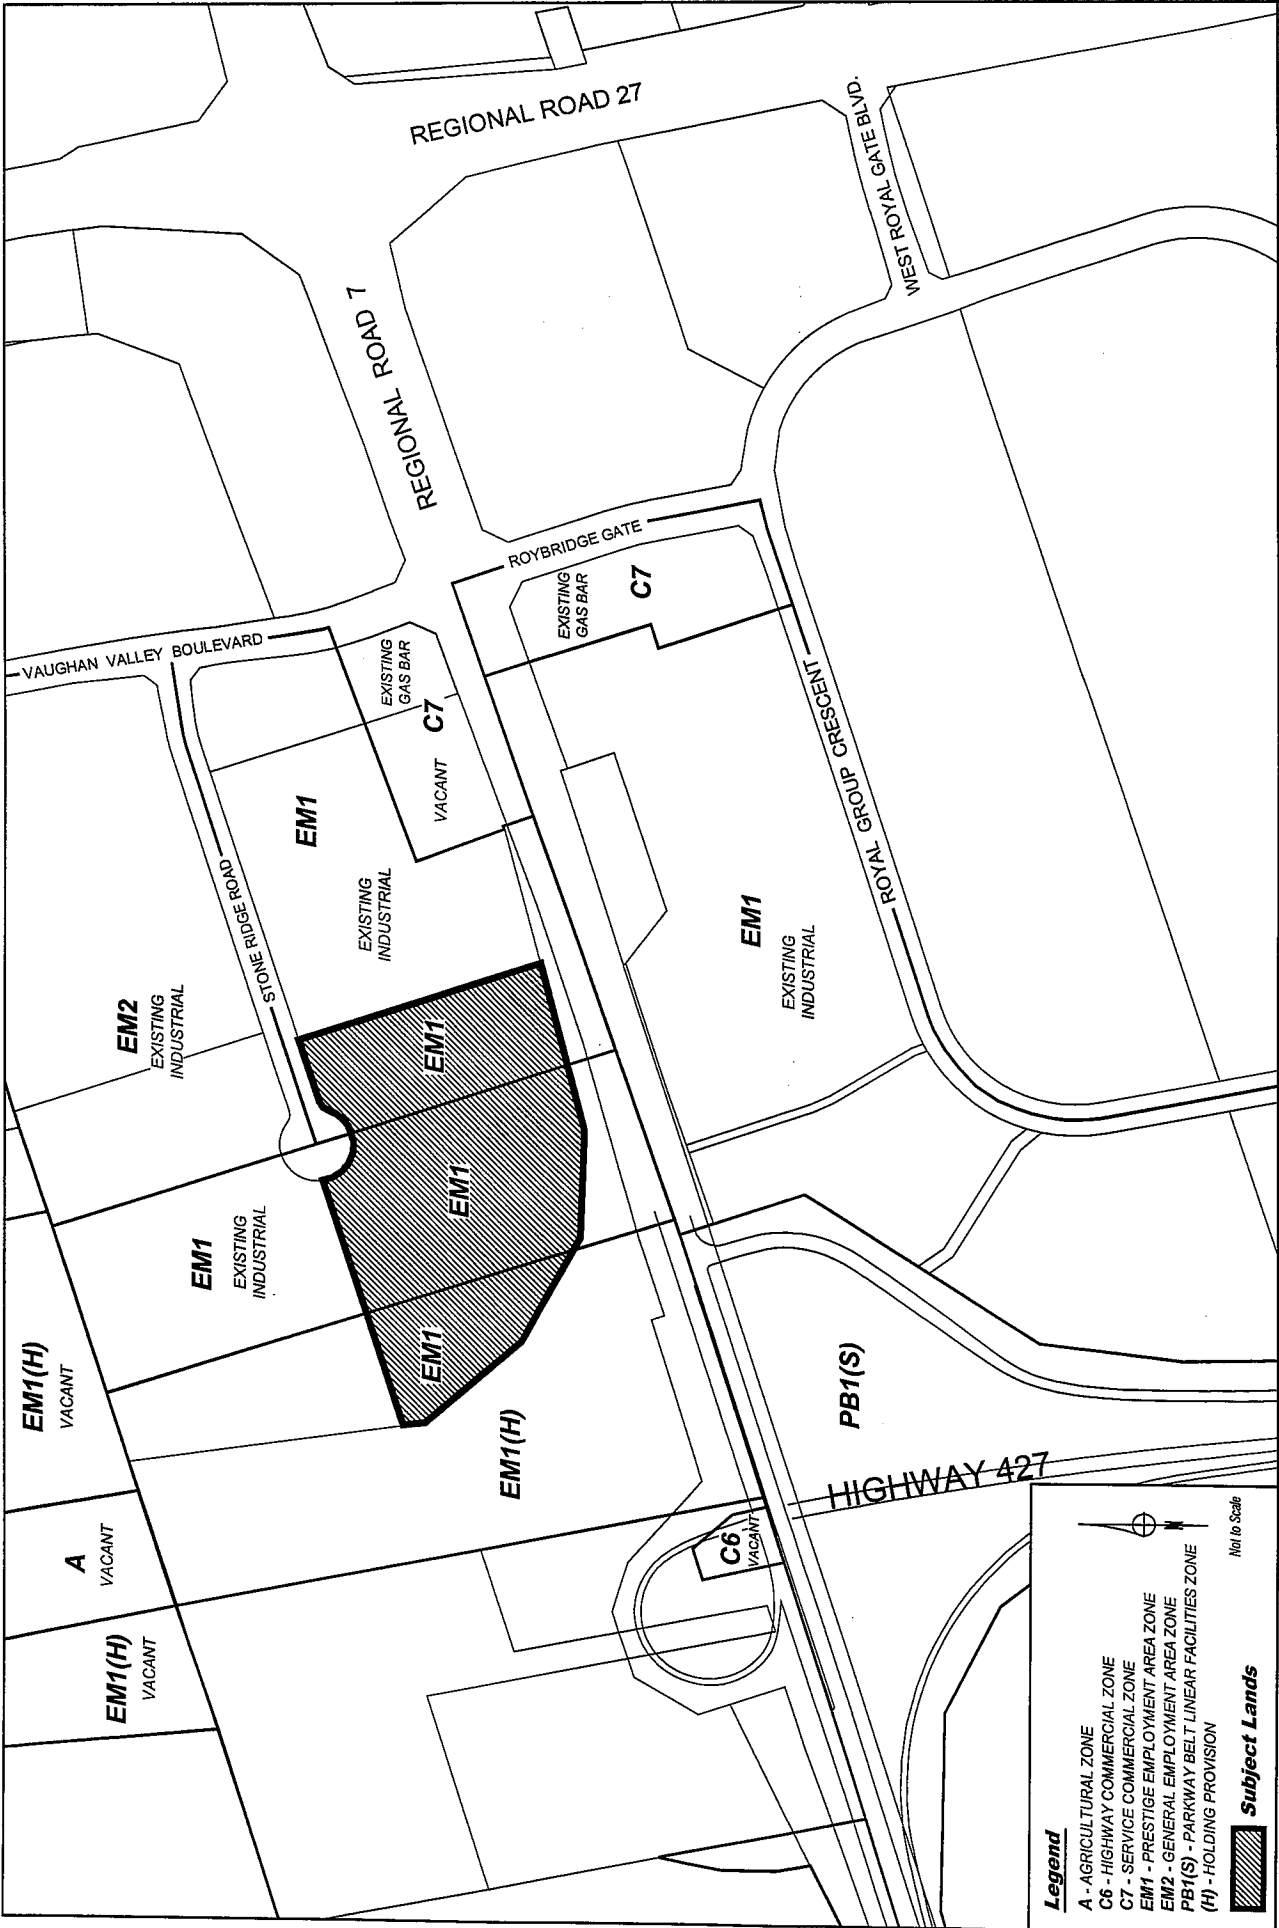 EM1(H)
VACANT
A
VACANT
EM1(H)
VACANT
EM1
EXISTING
INDUSTRIAL
EM2
EXISTING
INDUSTRIAL
VAUGHAN VALLEY BOULEVARD
STONE RIDGE ROAD
EM1
EXISTING
INDUSTRIAL
EXISTING
GAS BAR
C7
VACANT
REGIONAL ROAD 7
REGIONAL ROAD 27
EM1
EM1
EM1
EM1(H)
C6
VACANT
HIGHWAY 427
PB1(S)
EM1
EXISTING
INDUSTRIAL
ROYBRIDGE GATE
EXISTING
GAS BAR
C7
ROYAL GROUP CRESCENT
WEST ROYAL GATE BLVD.
Legend
A - AGRICULTURAL ZONE
C6 - HIGHWAY COMMERCIAL ZONE
C7 - SERVICE COMMERCIAL ZONE
EM1 - PRESTIGE EMPLOYMENT AREA ZONE
EM2 - GENERAL EMPLOYMENT AREA ZONE
PB1(S) - PARKWAY BELT LINEAR FACILITIES ZONE
(H) - HOLDING PROVISION
Subject Lands
N
Not to Scale